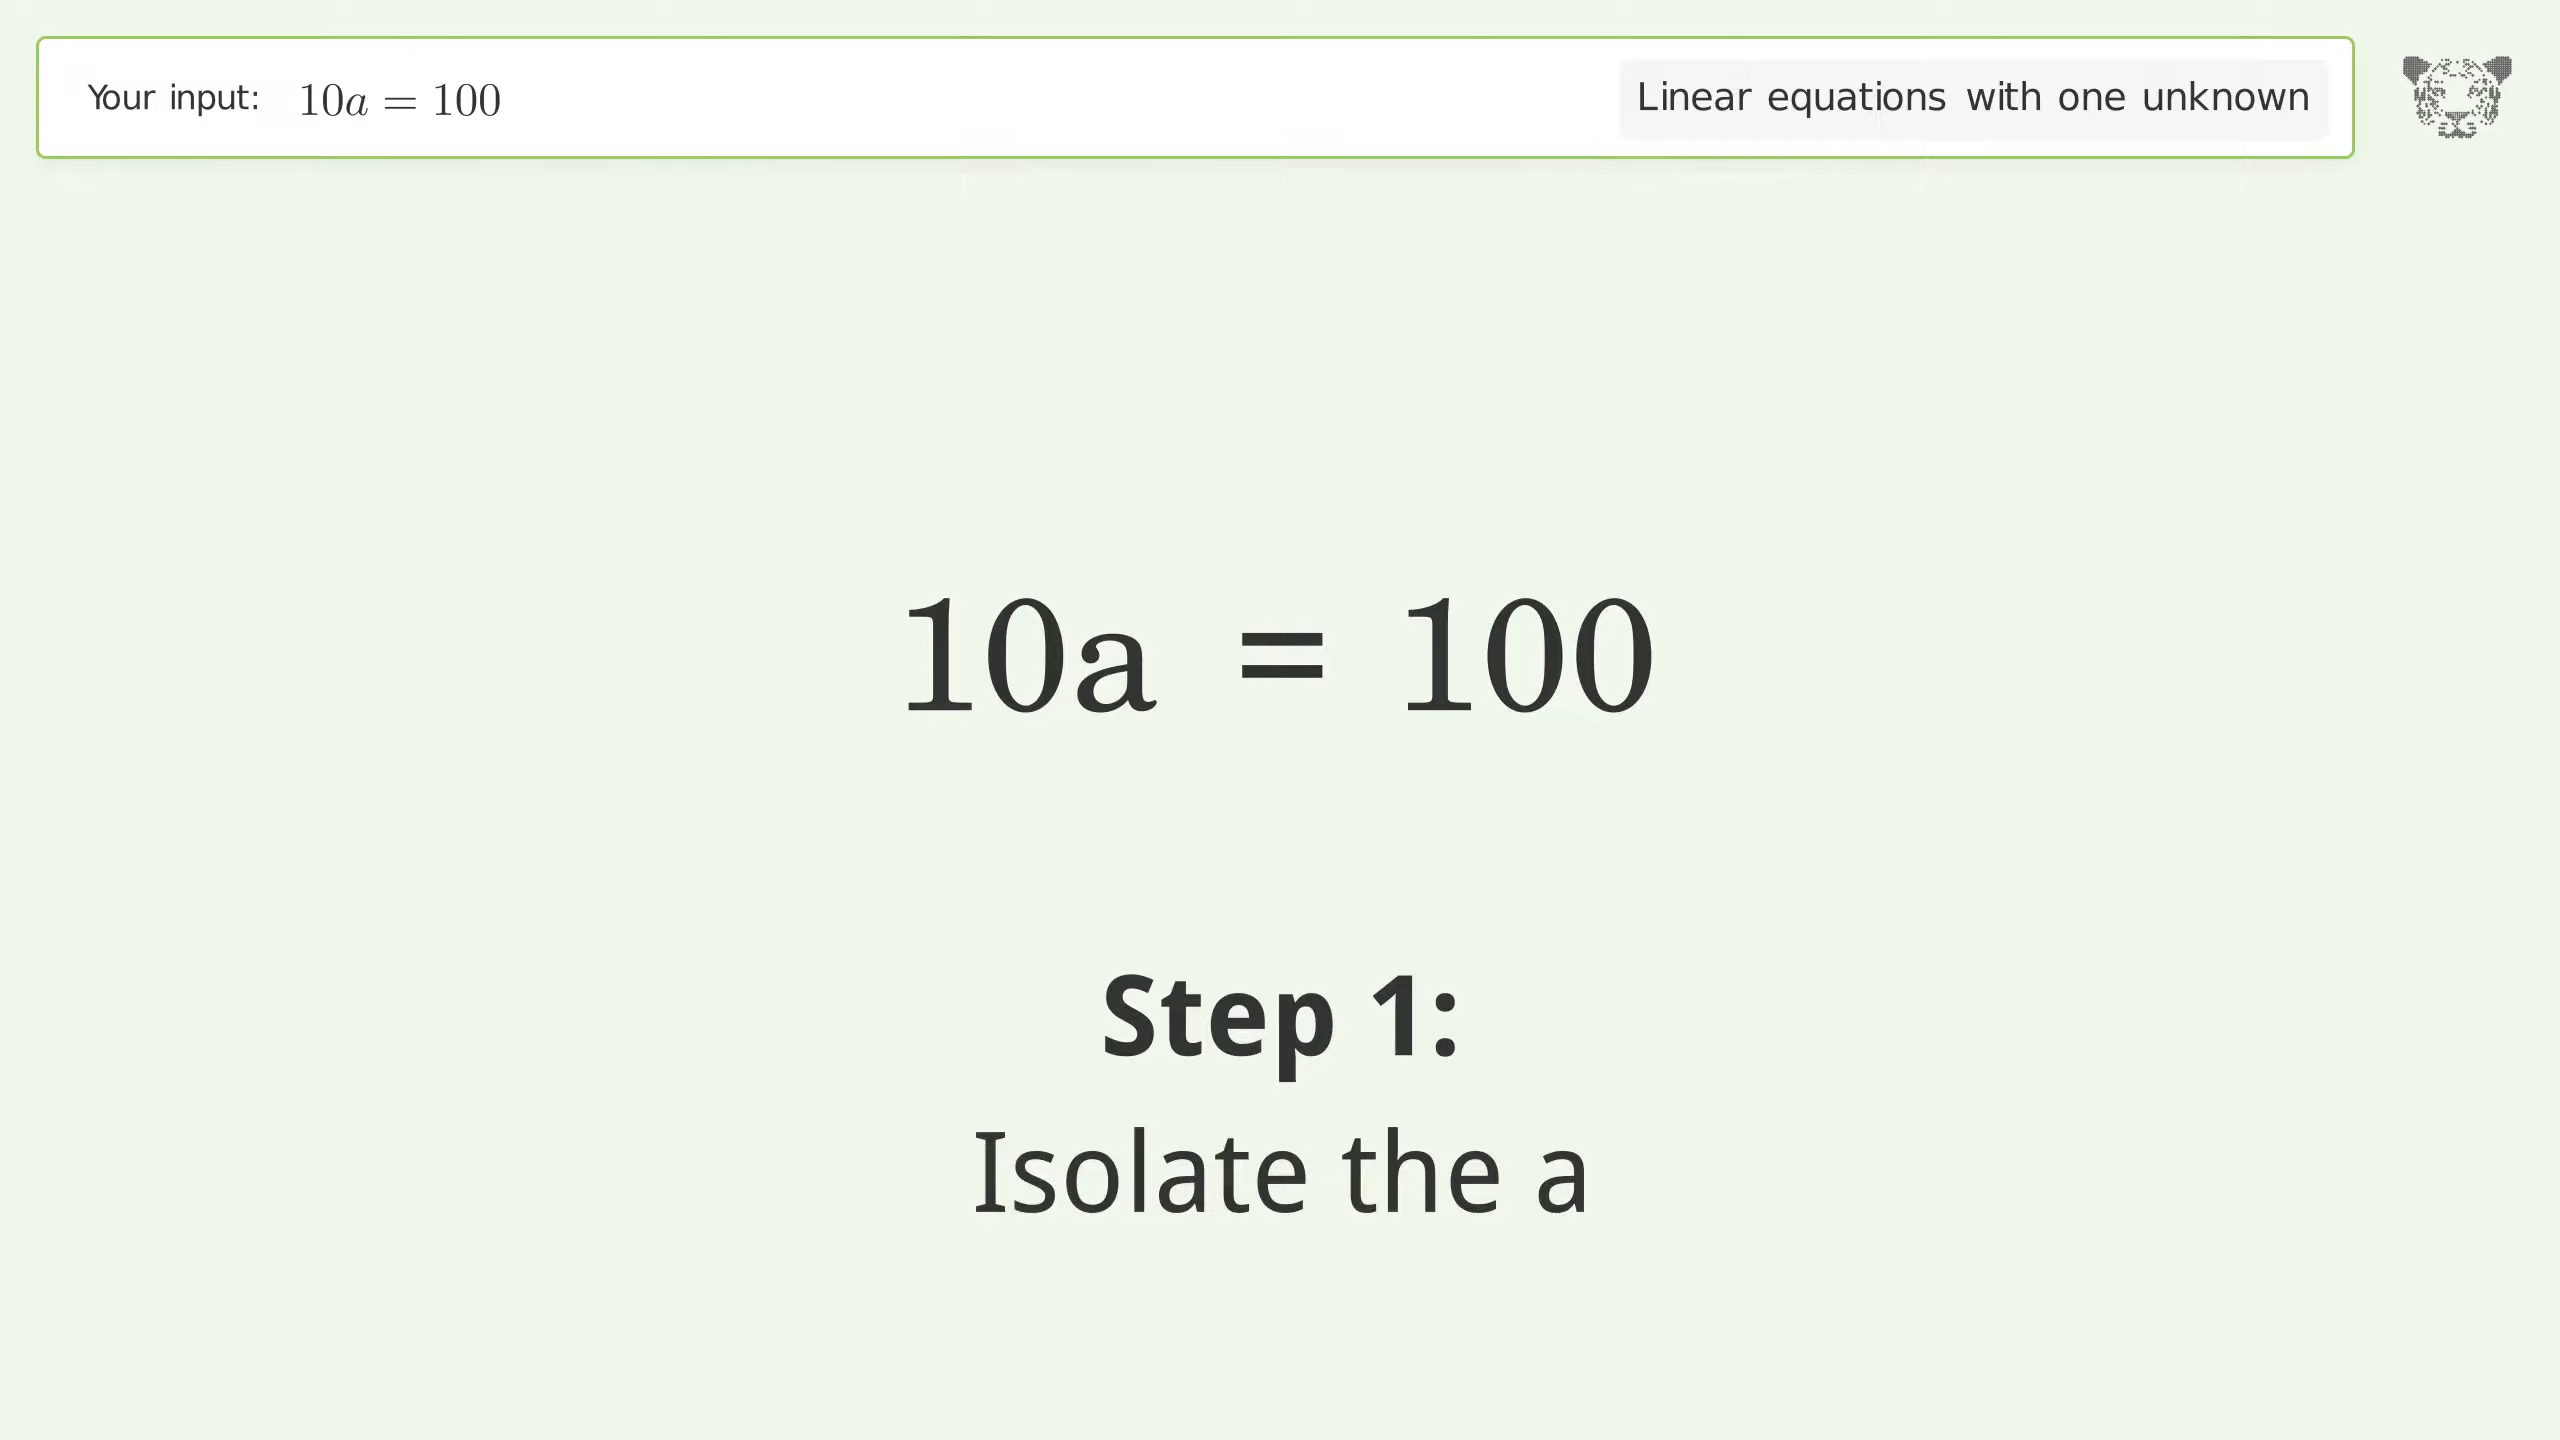 Your input: 10a = 100 Linear equations with one unknown
10a = 100
Step 1:
Isolate the a